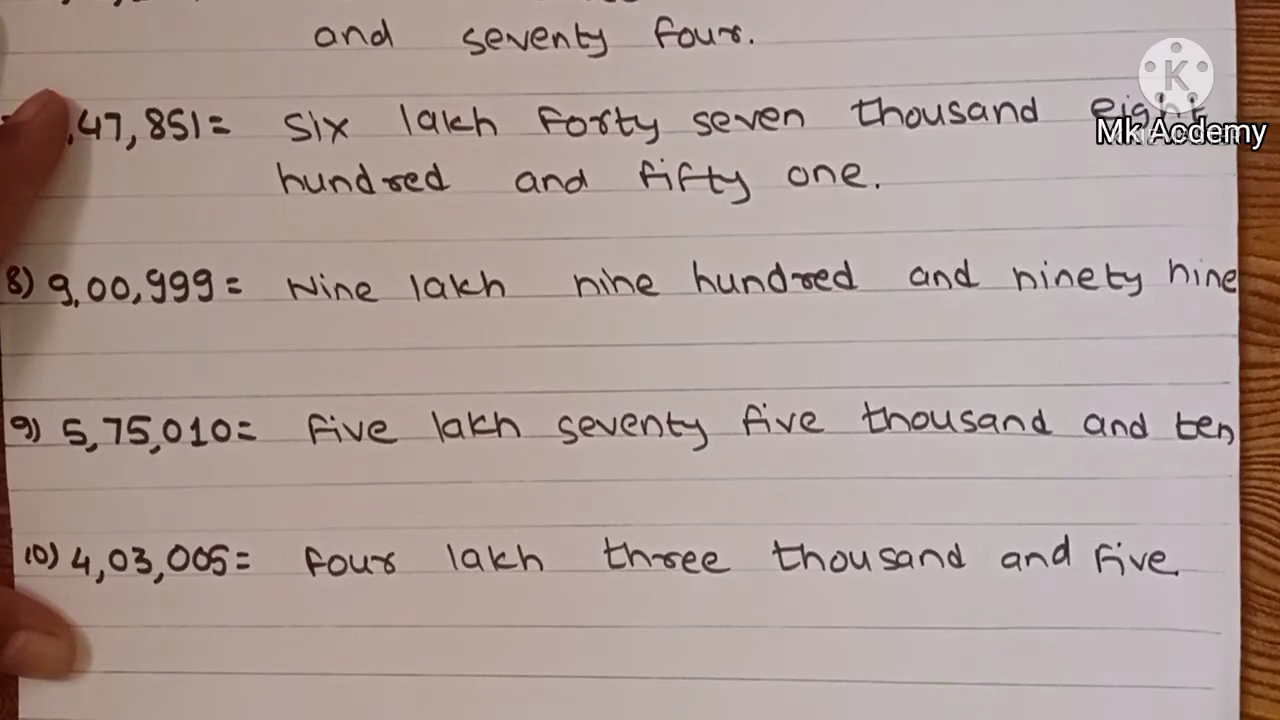 and seventy four.
,47,851= six lakh forty seven thousand eight
hundred and fifty one.
8) 9,00,999= Nine lakh nine hundred and ninety nine
9) 5,75,010= five lakh seventy five thousand and ten
10) 4,03,005= four lakh three thousand and five
K
Mk Acdemy